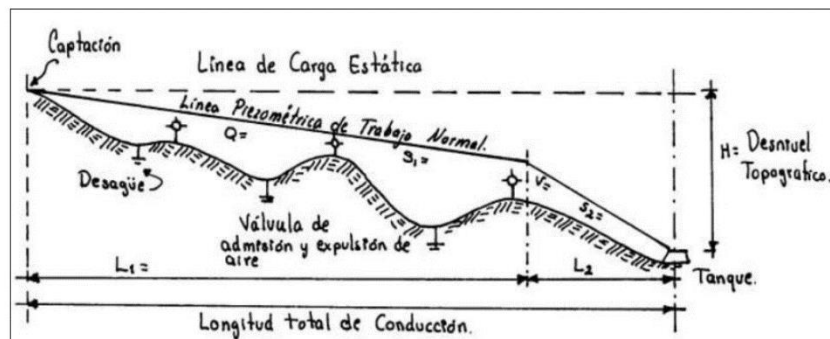 Captación
Línea de Carga Estática
Línea Piezométrica de Trabajo Normal.
Q=
S₁=
H= Desnivel
Topográfico.
V=
S₂=
Desagüe
Válvula de
admisión y expulsión de
aire
L₁=
L₂
Tanque.
Longitud total de Conducción.